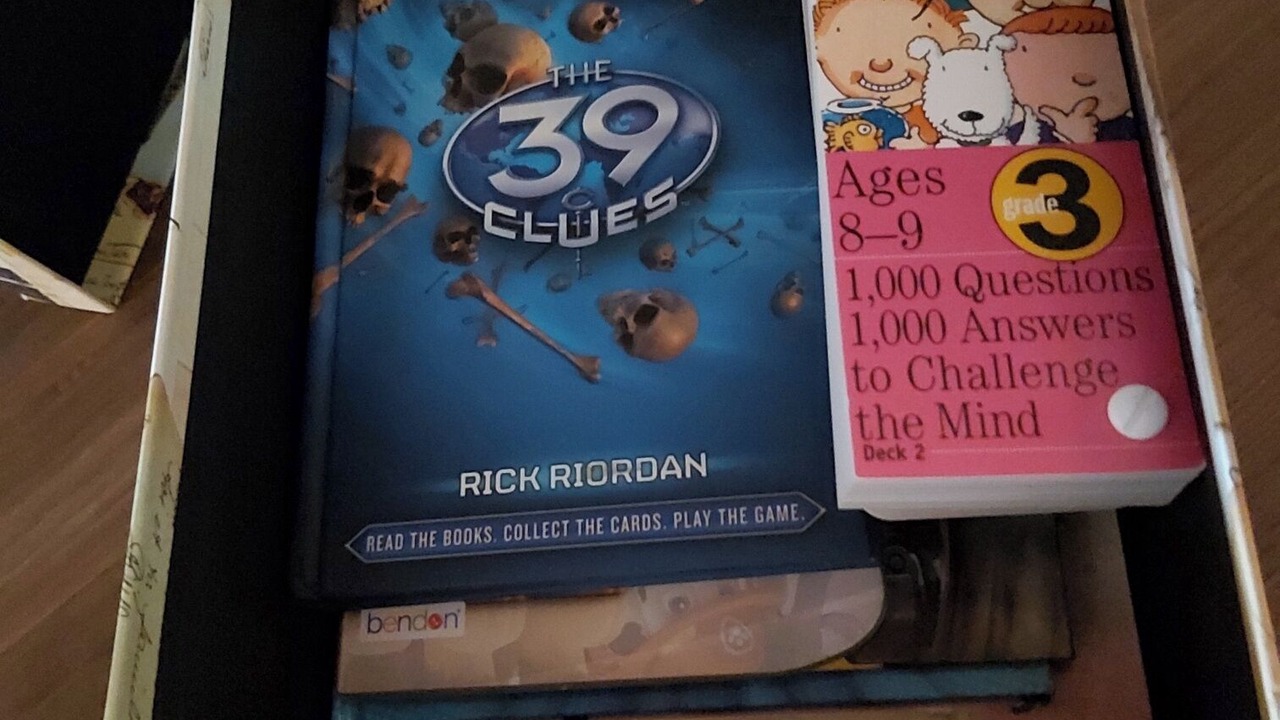 THE
39
CLUES
RICK RIORDAN
READ THE BOOKS. COLLECT THE CARDS. PLAY THE GAME.
Ages
8–9
grade 3
1,000 Questions
1,000 Answers
to Challenge
the Mind
Deck 2
bendon